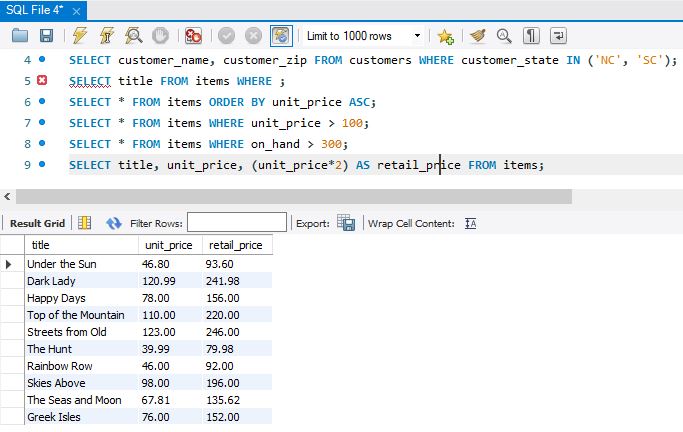 SQL File 4*
Limit to 1000 rows
4 SELECT customer_name, customer_zip FROM customers WHERE customer_state IN ('NC', 'SC');
5 SELECT title FROM items WHERE ;
6 SELECT * FROM items ORDER BY unit_price ASC;
7 SELECT * FROM items WHERE unit_price > 100;
8 SELECT * FROM items WHERE on_hand > 300;
9 SELECT title, unit_price, (unit_price*2) AS retail_price FROM items;
Result Grid Filter Rows: Export: Wrap Cell Content:
title unit_price retail_price
Under the Sun 46.80 93.60
Dark Lady 120.99 241.98
Happy Days 78.00 156.00
Top of the Mountain 110.00 220.00
Streets from Old 123.00 246.00
The Hunt 39.99 79.98
Rainbow Row 46.00 92.00
Skies Above 98.00 196.00
The Seas and Moon 67.81 135.62
Greek Isles 76.00 152.00